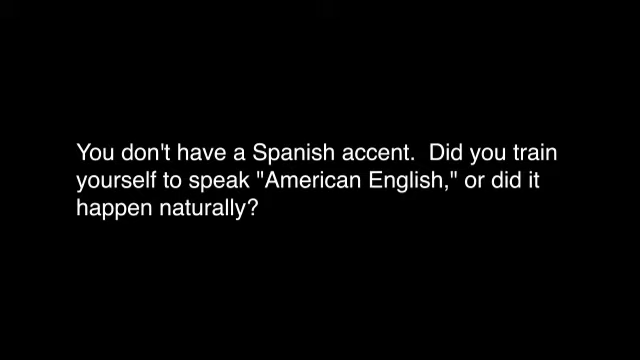 You don't have a Spanish accent.  Did you train
yourself to speak "American English," or did it
happen naturally?